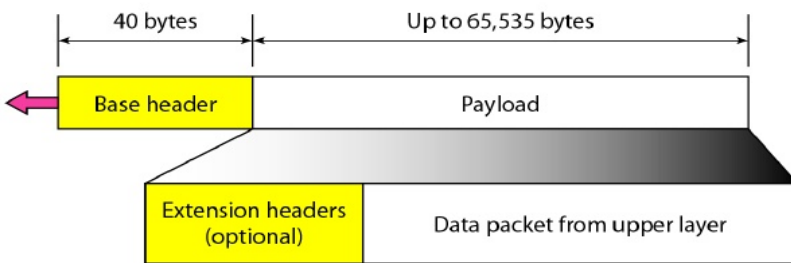 40 bytes
Up to 65,535 bytes
Base header
Payload
Extension headers
(optional)
Data packet from upper layer